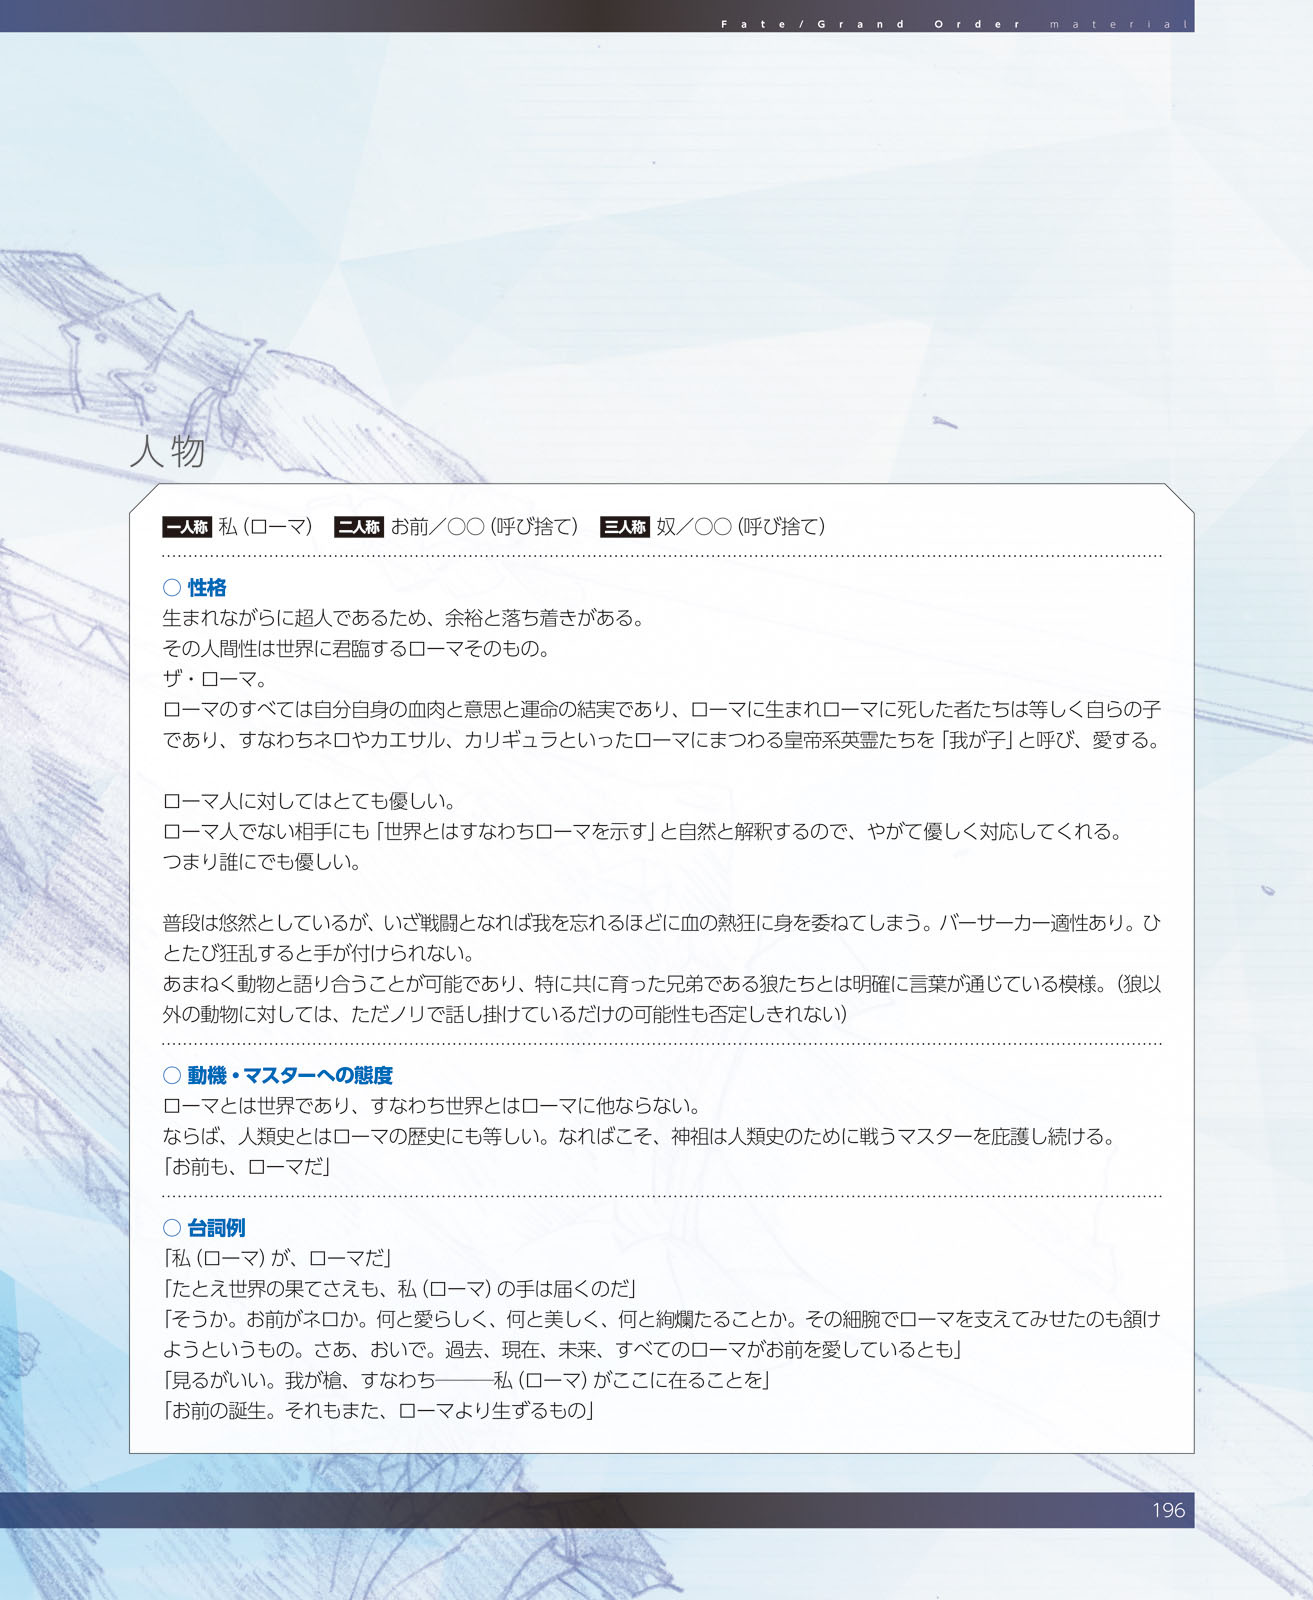 Fate/Grand Order material
人物
一人称 私（ローマ） 二人称 お前／○○（呼び捨て） 三人称 奴／○○（呼び捨て）
○ 性格
生まれながらに超人であるため、余裕と落ち着きがある。
その人間性は世界に君臨するローマそのもの。
ザ・ローマ。
ローマのすべては自分自身の血肉と意思と運命の結実であり、ローマに生まれローマに死した者たちは等しく自らの子
であり、すなわちネロやカエサル、カリギュラといったローマにまつわる皇帝系英霊たちを「我が子」と呼び、愛する。
ローマ人に対してはとても優しい。
ローマ人でない相手にも「世界とはすなわちローマを示す」と自然と解釈するので、やがて優しく対応してくれる。
つまり誰にでも優しい。
普段は悠然としているが、いざ戦闘となれば我を忘れるほどに血の熱狂に身を委ねてしまう。バーサーカー適性あり。ひ
とたび狂乱すると手が付けられない。
あまねく動物と語り合うことが可能であり、特に共に育った兄弟である狼たちとは明確に言葉が通じている模様。（狼以
外の動物に対しては、ただノリで話し掛けているだけの可能性も否定しきれない）
○ 動機・マスターへの態度
ローマとは世界であり、すなわち世界とはローマに他ならない。
ならば、人類史とはローマの歴史にも等しい。なればこそ、神祖は人類史のために戦うマスターを庇護し続ける。
「お前も、ローマだ」
○ 台詞例
「私（ローマ）が、ローマだ」
「たとえ世界の果てさえも、私（ローマ）の手は届くのだ」
「そうか。お前がネロか。何と愛らしく、何と美しく、何と絢爛たることか。その細腕でローマを支えてみせたのも頷け
ようというもの。さあ、おいで。過去、現在、未来、すべてのローマがお前を愛しているとも」
「見るがいい。我が槍、すなわち―――私（ローマ）がここに在ることを」
「お前の誕生。それもまた、ローマより生ずるもの」
196